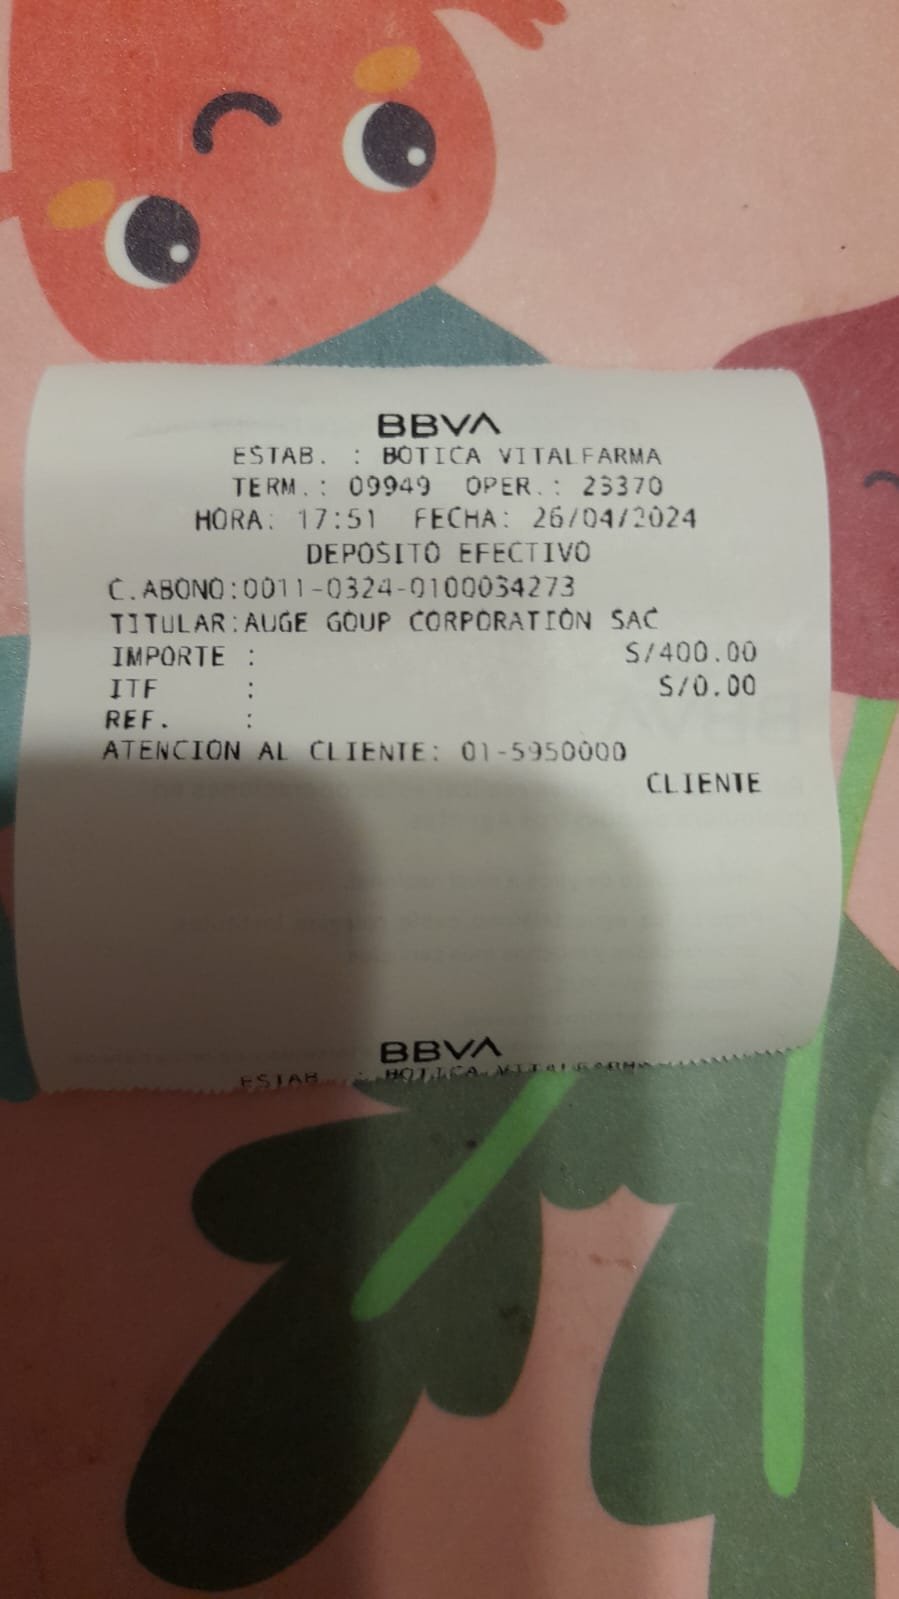 BBVA
ESTAB. : BOTICA VITALFARMA
TERM.: 09949 OPER.: 23370
HORA: 17:51 FECHA: 26/04/2024
DEPOSITO EFECTIVO
C.ABONO:0011-0324-0100034273
TITULAR:AUGE GOUP CORPORATION SAC
IMPORTE : S/400.00
ITF : S/0.00
REF. :
ATENCION AL CLIENTE: 01-5950000
CLIENTE
BBVA
ESTAB. : BOTICA VITALFARMA